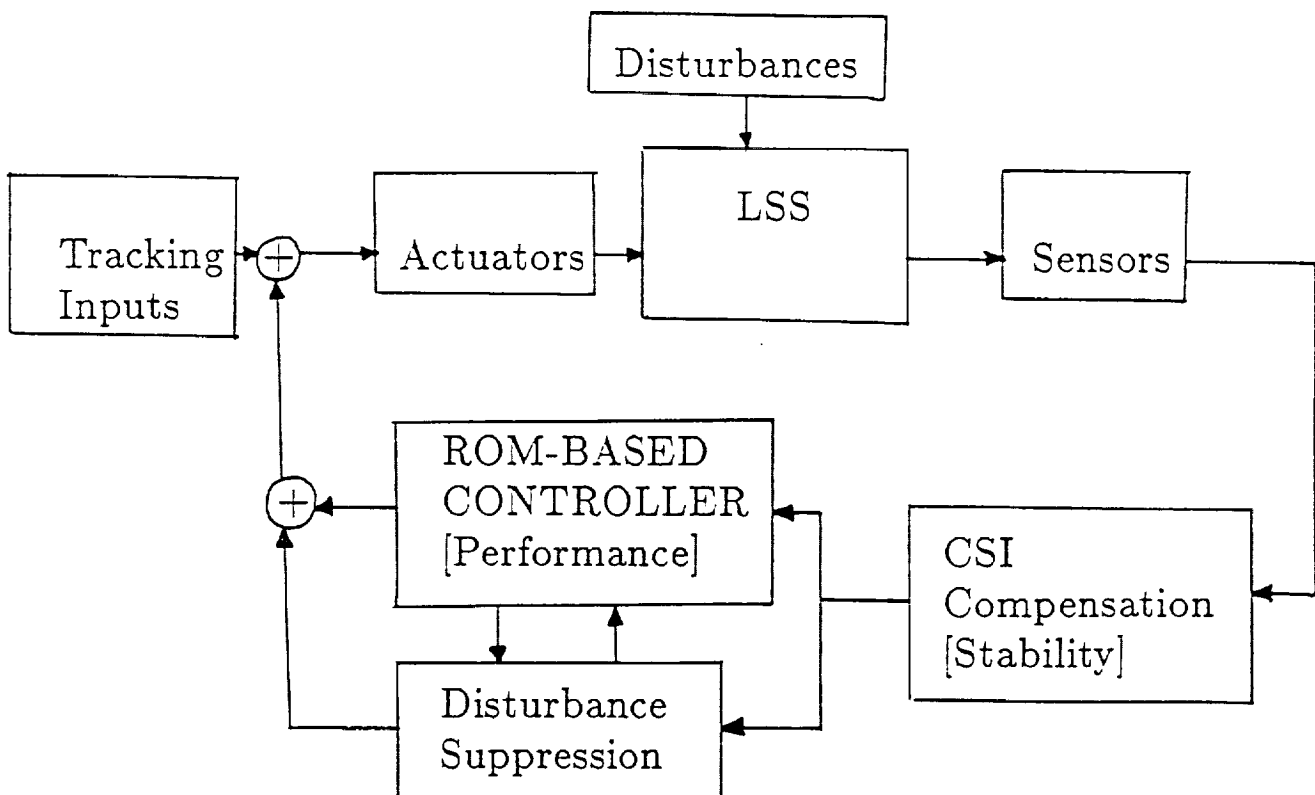 Disturbances
LSS
Tracking
Inputs
+
Actuators
Sensors
ROM-BASED
CONTROLLER
[Performance]
+
CSI
Compensation
[Stability]
Disturbance
Suppression